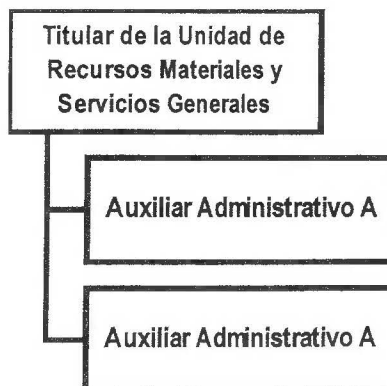 Titular de la Unidad de
Recursos Materiales y
Servicios Generales
Auxiliar Administrativo A
Auxiliar Administrativo A